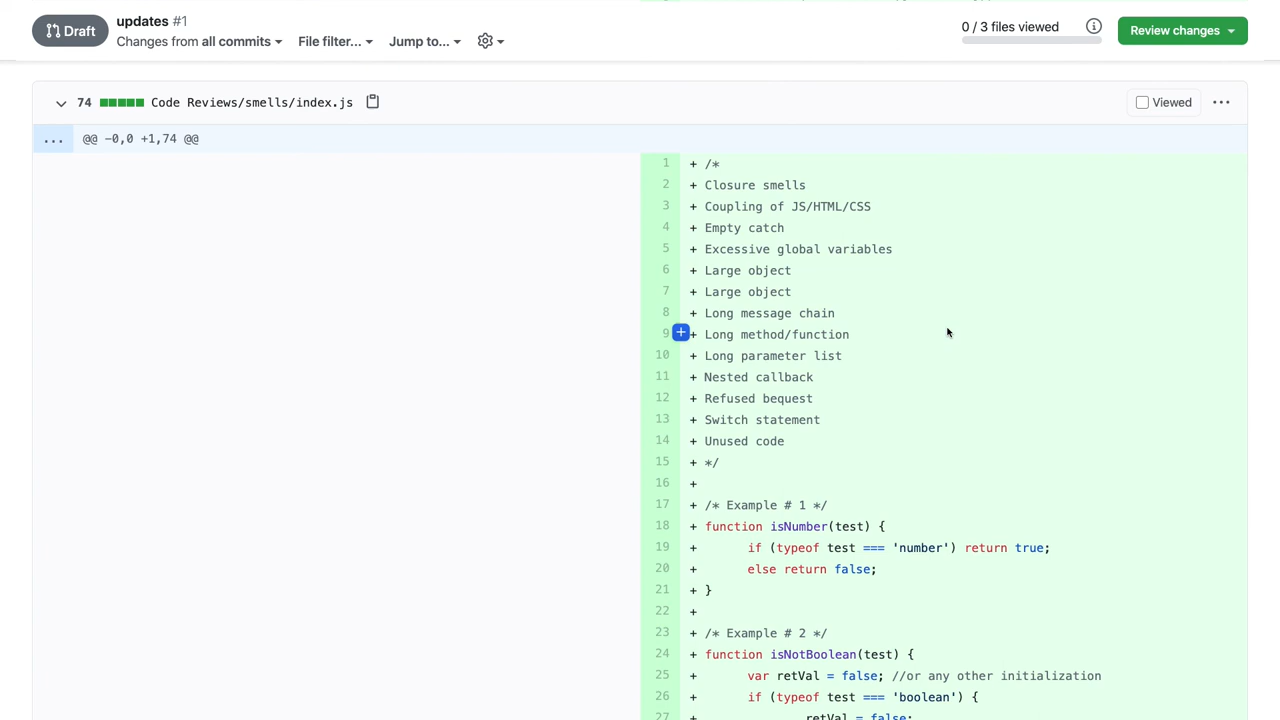 Draft
updates #1
Changes from all commits
File filter...
Jump to...
0 / 3 files viewed
Review changes
74
Code Reviews/smells/index.js
Viewed
...
@@ -0,0 +1,74 @@
1 + /*
2 + Closure smells
3 + Coupling of JS/HTML/CSS
4 + Empty catch
5 + Excessive global variables
6 + Large object
7 + Large object
8 + Long message chain
9 + Long method/function
10 + Long parameter list
11 + Nested callback
12 + Refused bequest
13 + Switch statement
14 + Unused code
15 + */
16 +
17 + /* Example # 1 */
18 + function isNumber(test) {
19 + if (typeof test === 'number') return true;
20 + else return false;
21 + }
22 +
23 + /* Example # 2 */
24 + function isNotBoolean(test) {
25 + var retVal = false; //or any other initialization
26 + if (typeof test === 'boolean') {
27 + retVal = false;